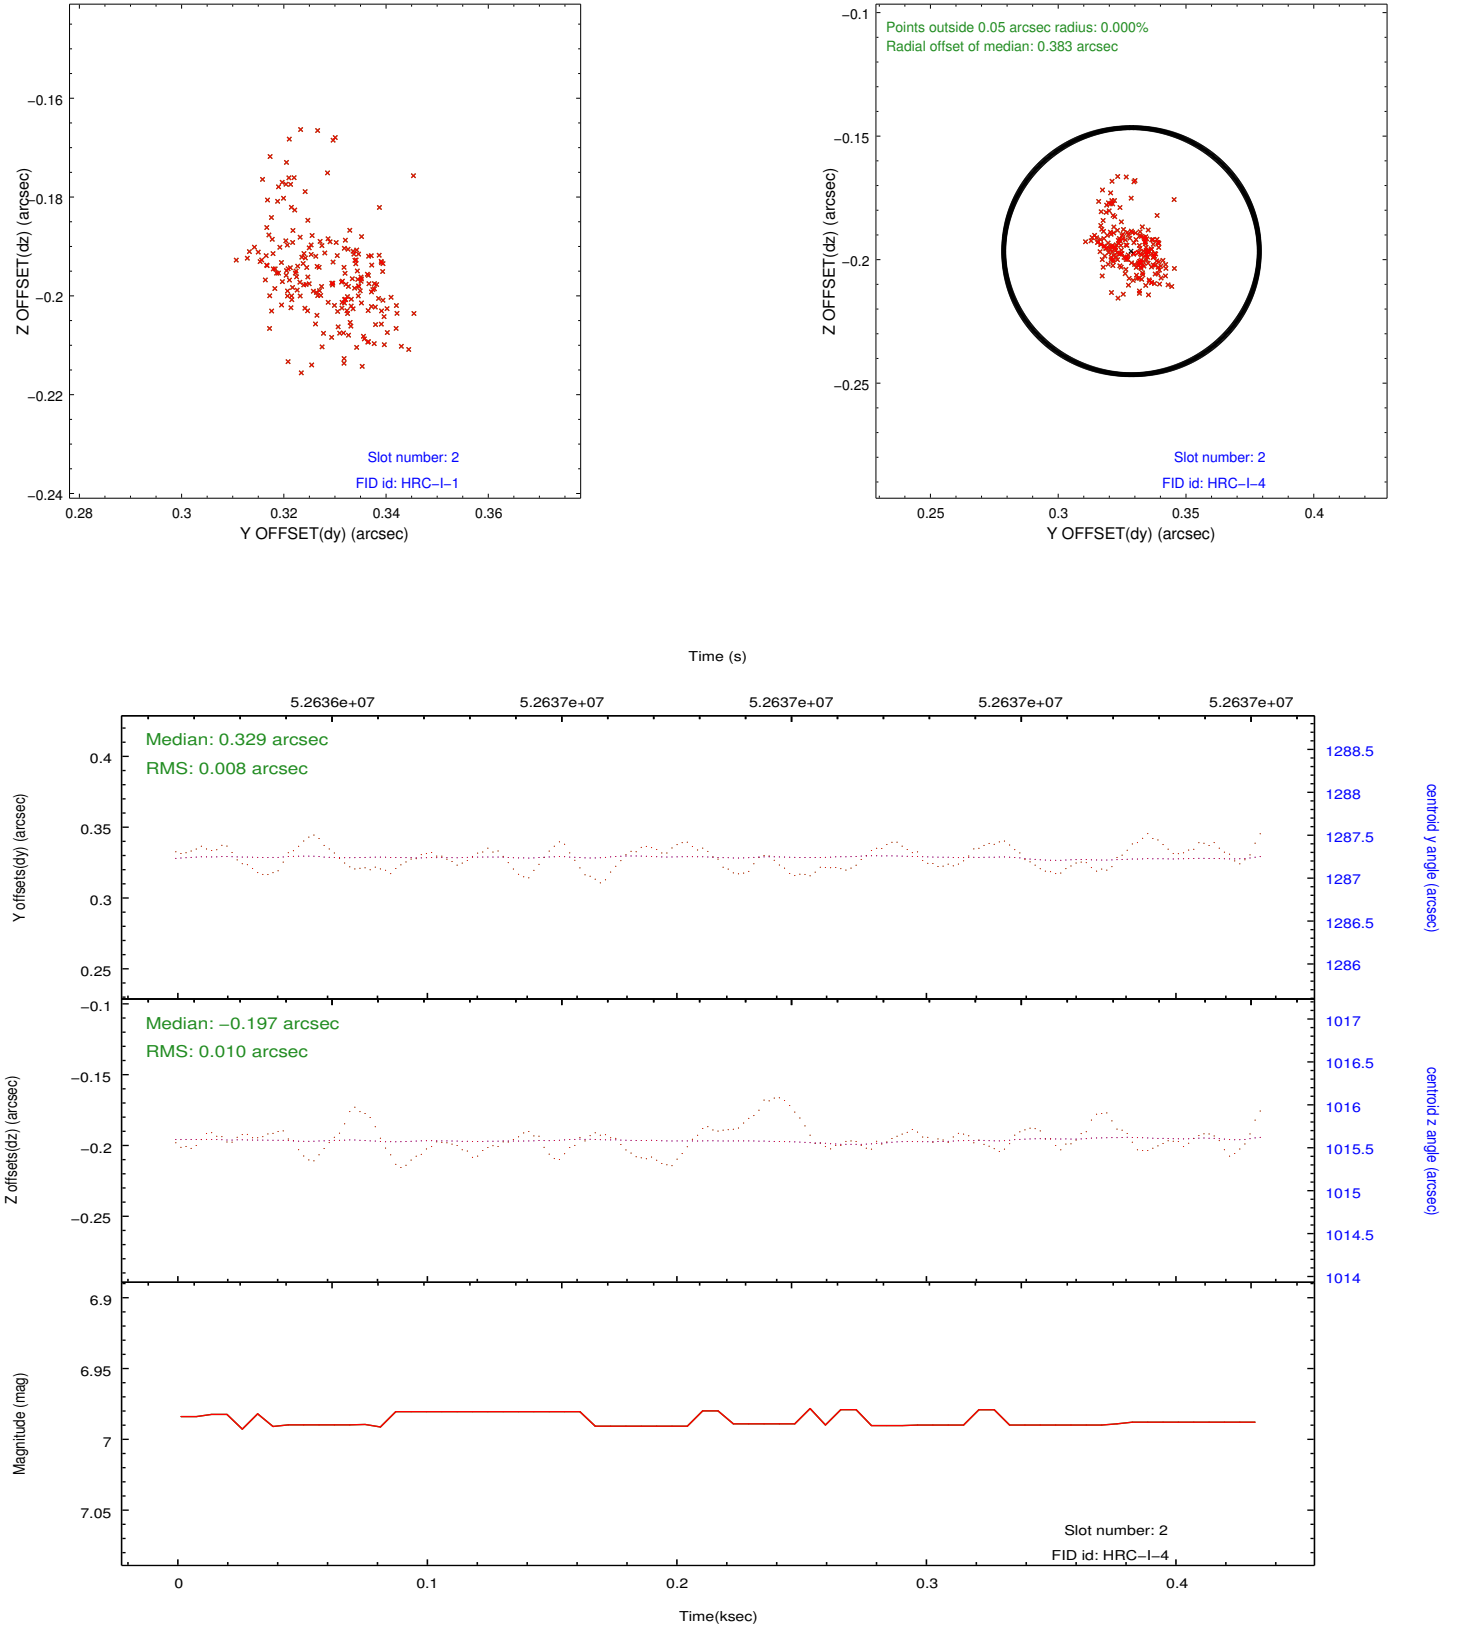 −0.16
−0.18
−0.2
−0.22
−0.24
Z OFFSET(dz) (arcsec)
Slot number: 2
FID id: HRC−I−1
0.28
0.3
0.32
0.34
0.36
Y OFFSET(dy) (arcsec)
−0.1
−0.15
−0.2
−0.25
Z OFFSET(dz) (arcsec)
Points outside 0.05 arcsec radius: 0.000%
Radial offset of median: 0.383 arcsec
Slot number: 2
FID id: HRC−I−4
0.25
0.3
0.35
0.4
Y OFFSET(dy) (arcsec)
Time (s)
5.2636e+07
5.2637e+07
5.2637e+07
5.2637e+07
5.2637e+07
Median: 0.329 arcsec
RMS: 0.008 arcsec
0.4
0.35
0.3
0.25
Y offsets(dy) (arcsec)
1288.5
1288
1287.5
1287
1286.5
1286
centroid y angle (arcsec)
Median: −0.197 arcsec
RMS: 0.010 arcsec
−0.1
−0.15
−0.2
−0.25
Z offsets(dz) (arcsec)
1017
1016.5
1016
1015.5
1015
1014.5
1014
centroid z angle (arcsec)
6.9
6.95
7
7.05
Magnitude (mag)
Slot number: 2
FID id: HRC−I−4
0
0.1
0.2
0.3
0.4
Time(ksec)